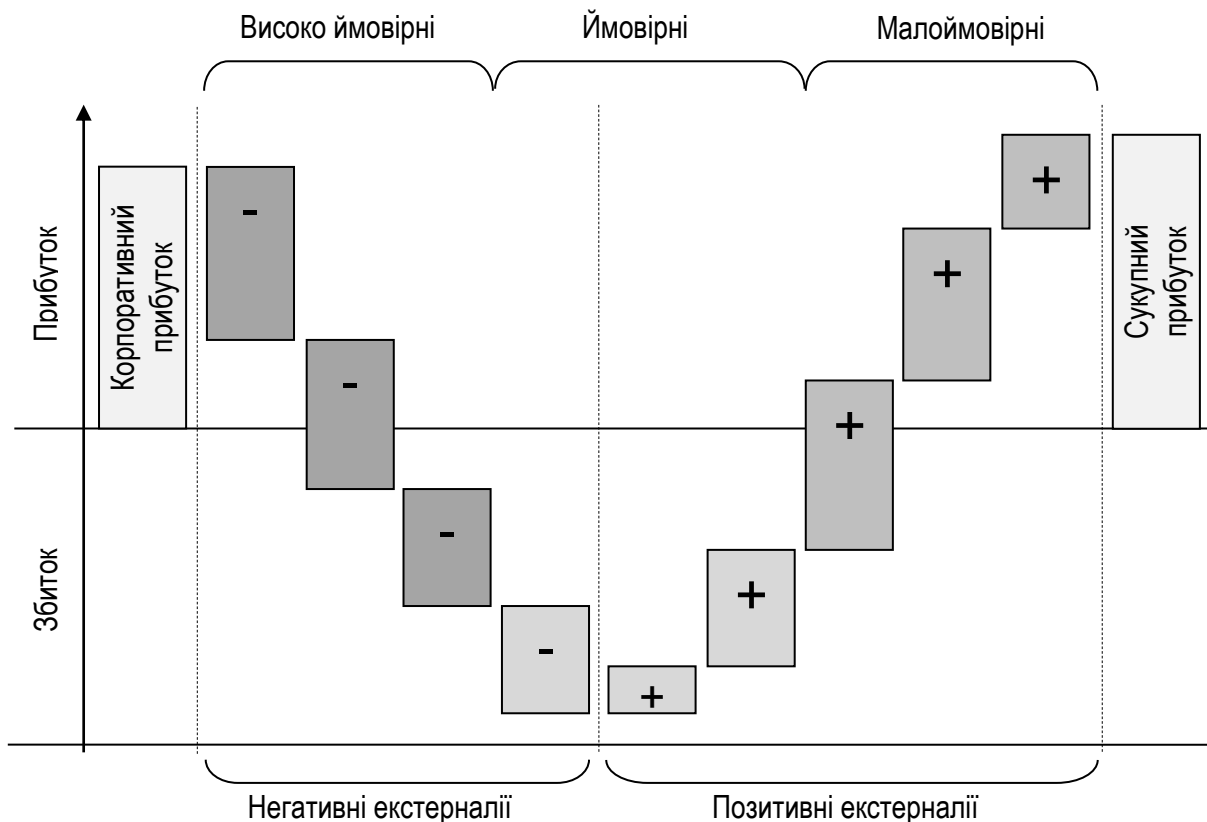 Високо ймовірні
Ймовірні
Малоймовірні
Прибуток
Збиток
Корпоративний
прибуток
-
-
-
-
+
+
+
+
+
Сукупний
прибуток
Негативні екстерналії
Позитивні екстерналії